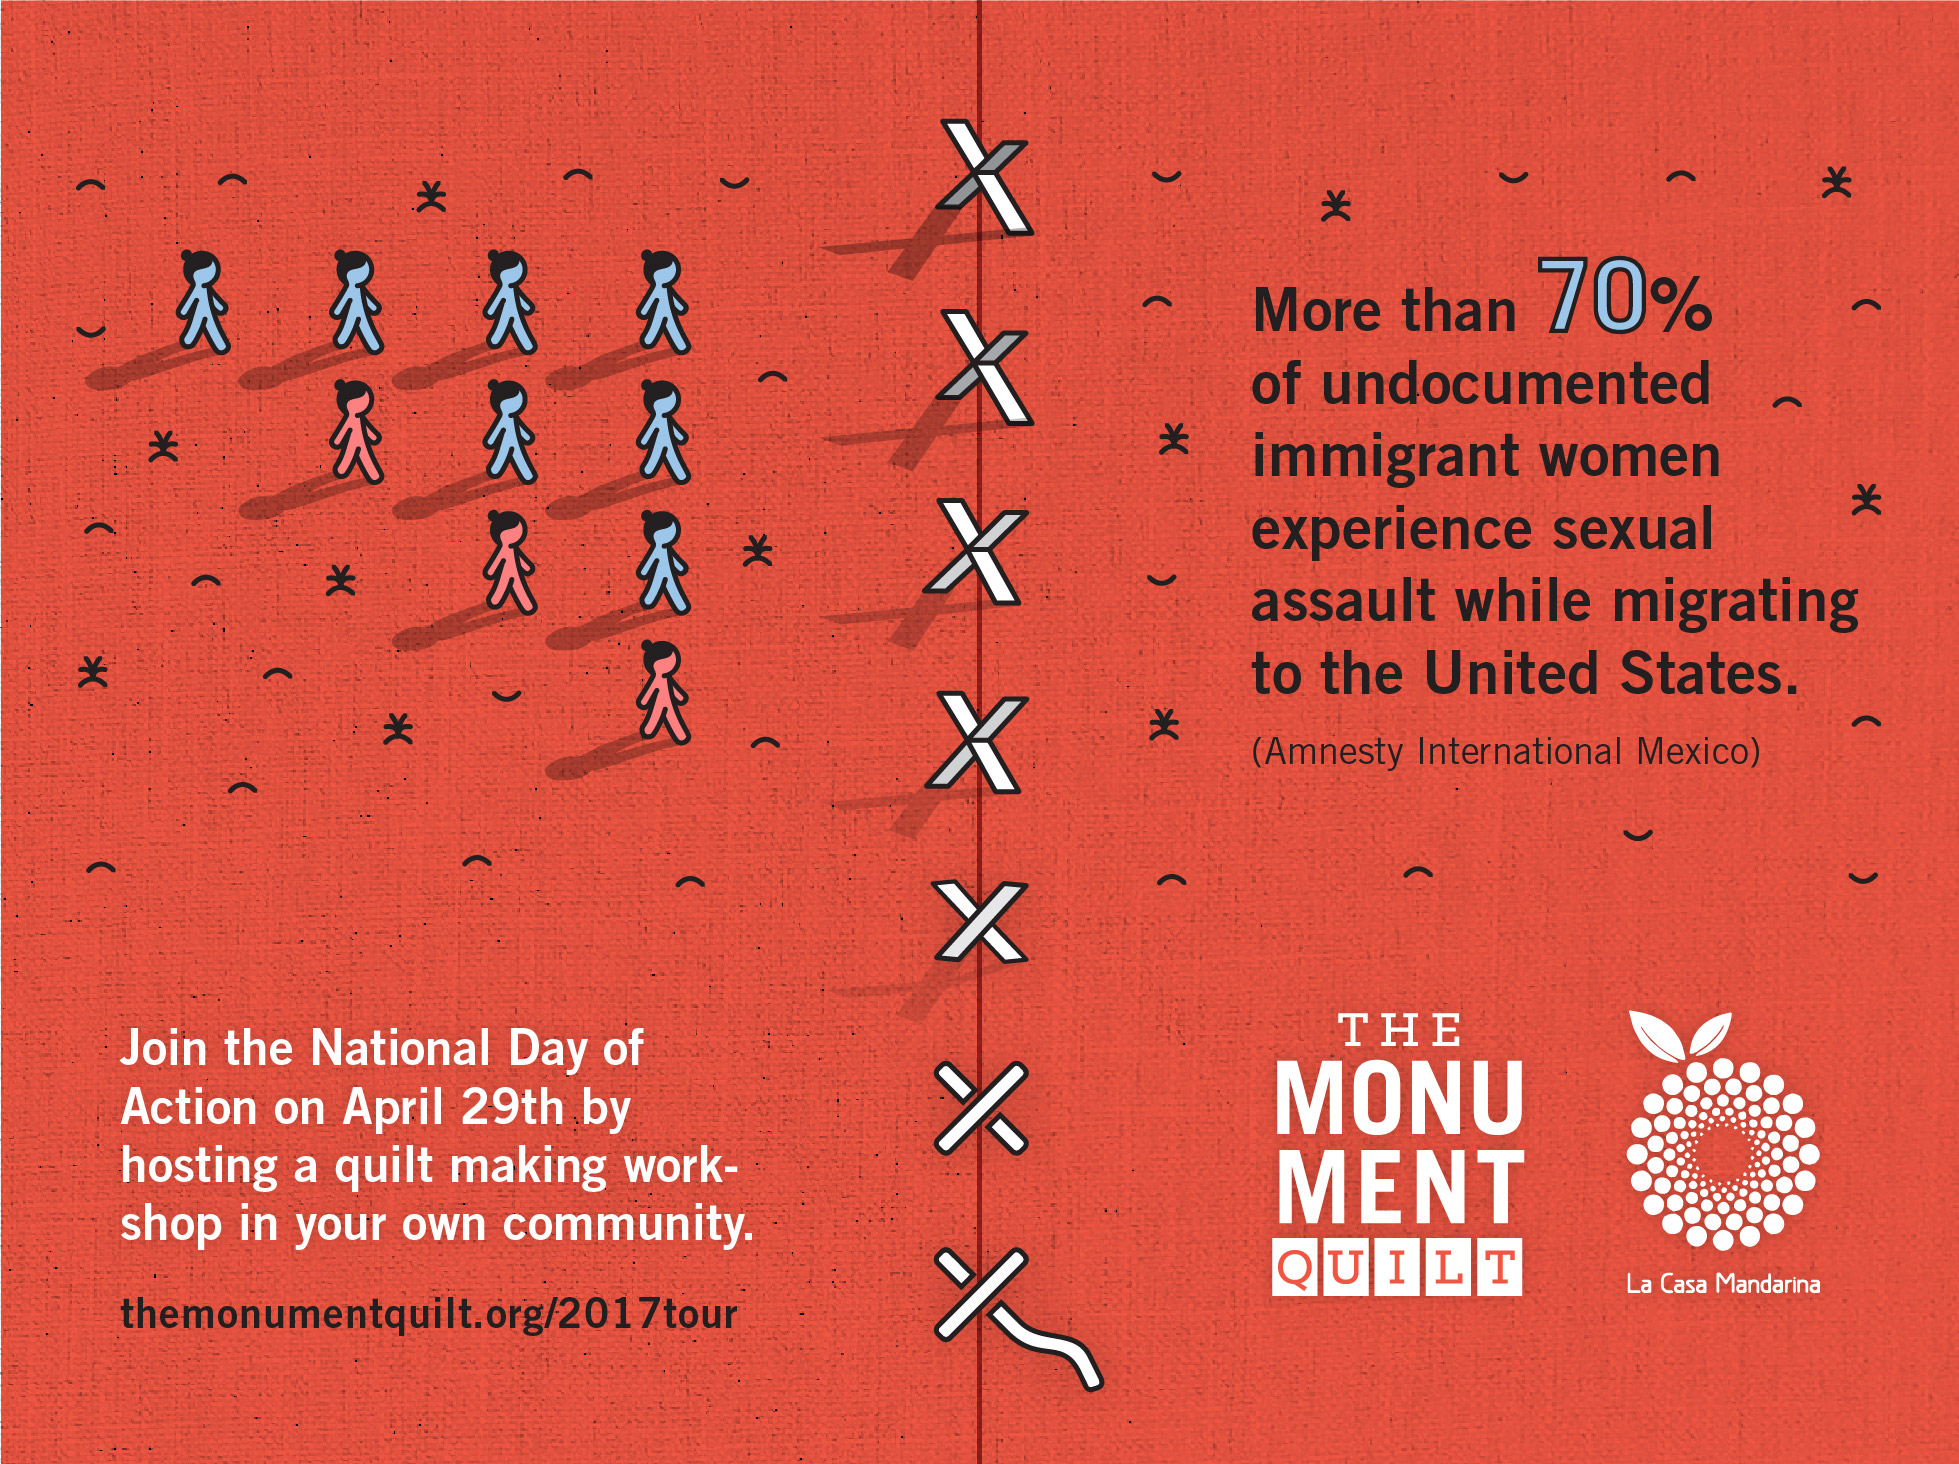 More than 70%
of undocumented
immigrant women
experience sexual
assault while migrating
to the United States.
(Amnesty International Mexico)
Join the National Day of
Action on April 29th by
hosting a quilt making work-
shop in your own community.
themonumentquilt.org/2017tour
THE
MONU
MENT
QUILT
La Casa Mandarina